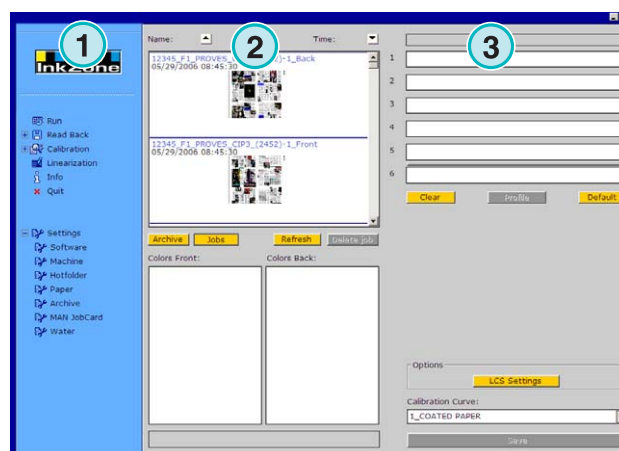 1
InkZone
Run
Read Back
Calibration
Linearization
Info
Quit
Settings
Software
Machine
Hotfolder
Paper
Archive
MAN JobCard
Water
Name:
Time:
2
12345_F1_PROVES_ 52)-1_Back
05/29/2006 08:45:30
12345_F1_PROVES_CIP3_(2452)-1_Front
05/29/2006 08:45:30
Archive
Jobs
Refresh
Delete job
Colors Front:
Colors Back:
3
1
2
3
4
5
6
Clear
Profile
Default
Options
LCS Settings
Calibration Curve:
1_COATED PAPER
Save